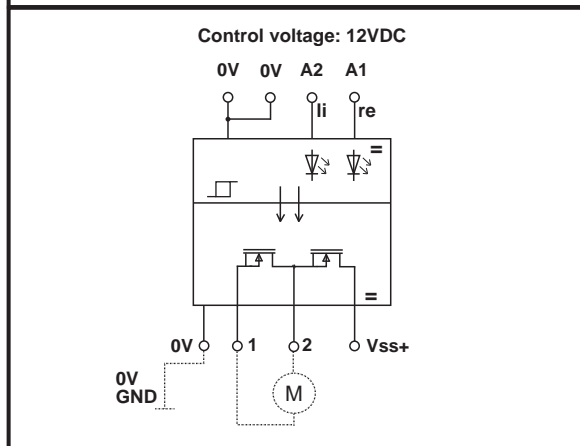 Control voltage: 12VDC
0V 0V A2 A1
li re
=
=
0V 1 2 Vss+
0V
GND
M